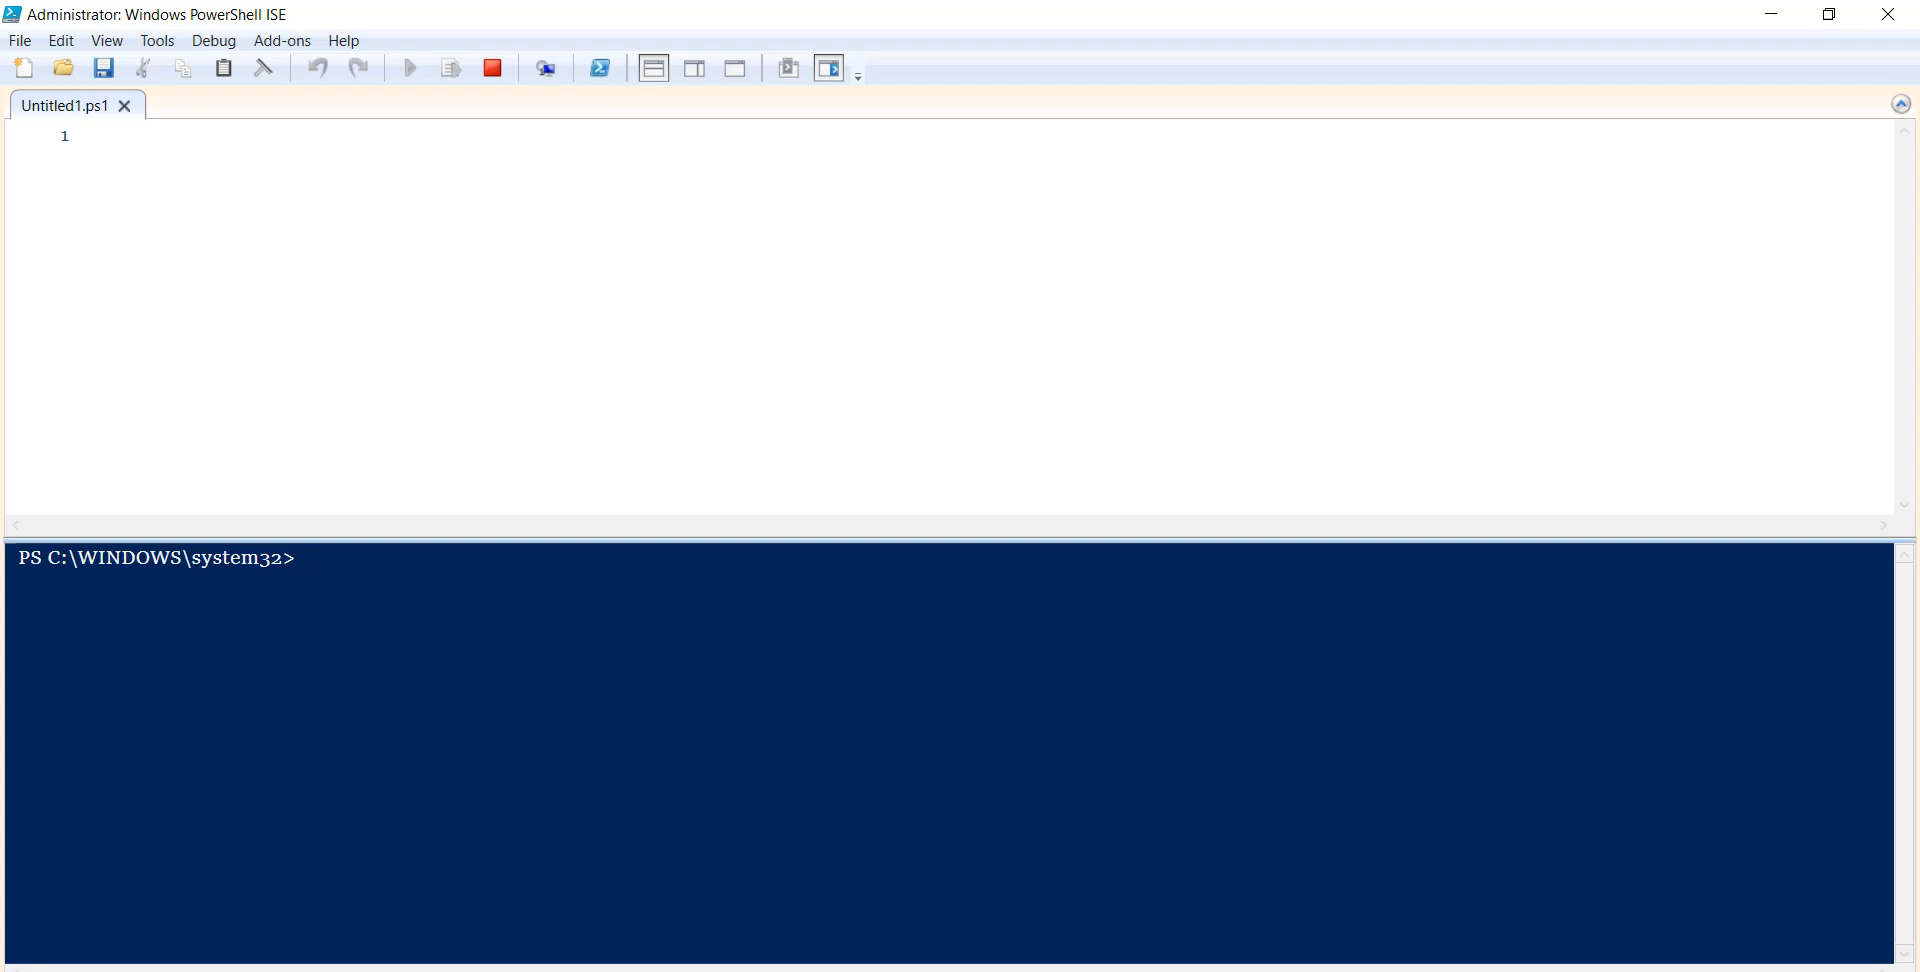 Administrator: Windows PowerShell ISE
File Edit View Tools Debug Add-ons Help
Untitled1.ps1
1
PS C:\WINDOWS\system32>